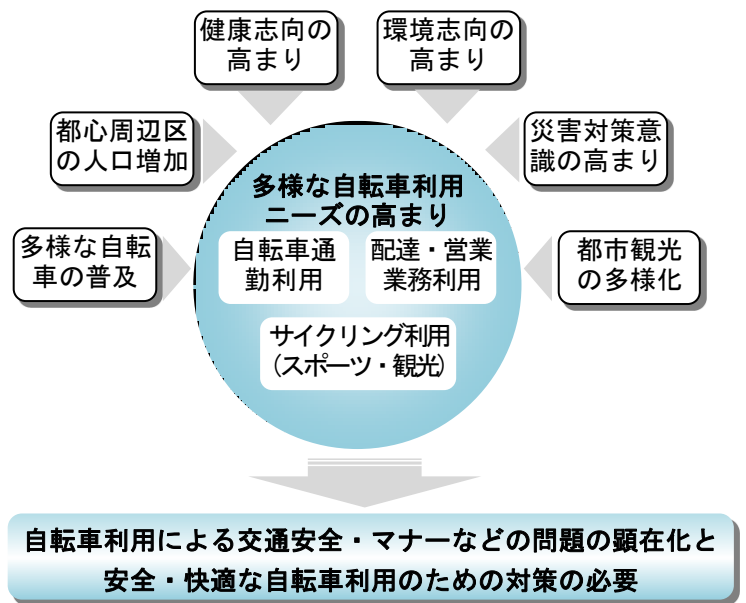 健康志向の
高まり
環境志向の
高まり
都心周辺区
の人口増加
災害対策意
識の高まり
多様な自転車利用
ニーズの高まり
多様な自転
車の普及
自転車通
勤利用
配達・営業
業務利用
都市観光
の多様化
サイクリング利用
（スポーツ・観光）
自転車利用による交通安全・マナーなどの問題の顕在化と
安全・快適な自転車利用のための対策の必要